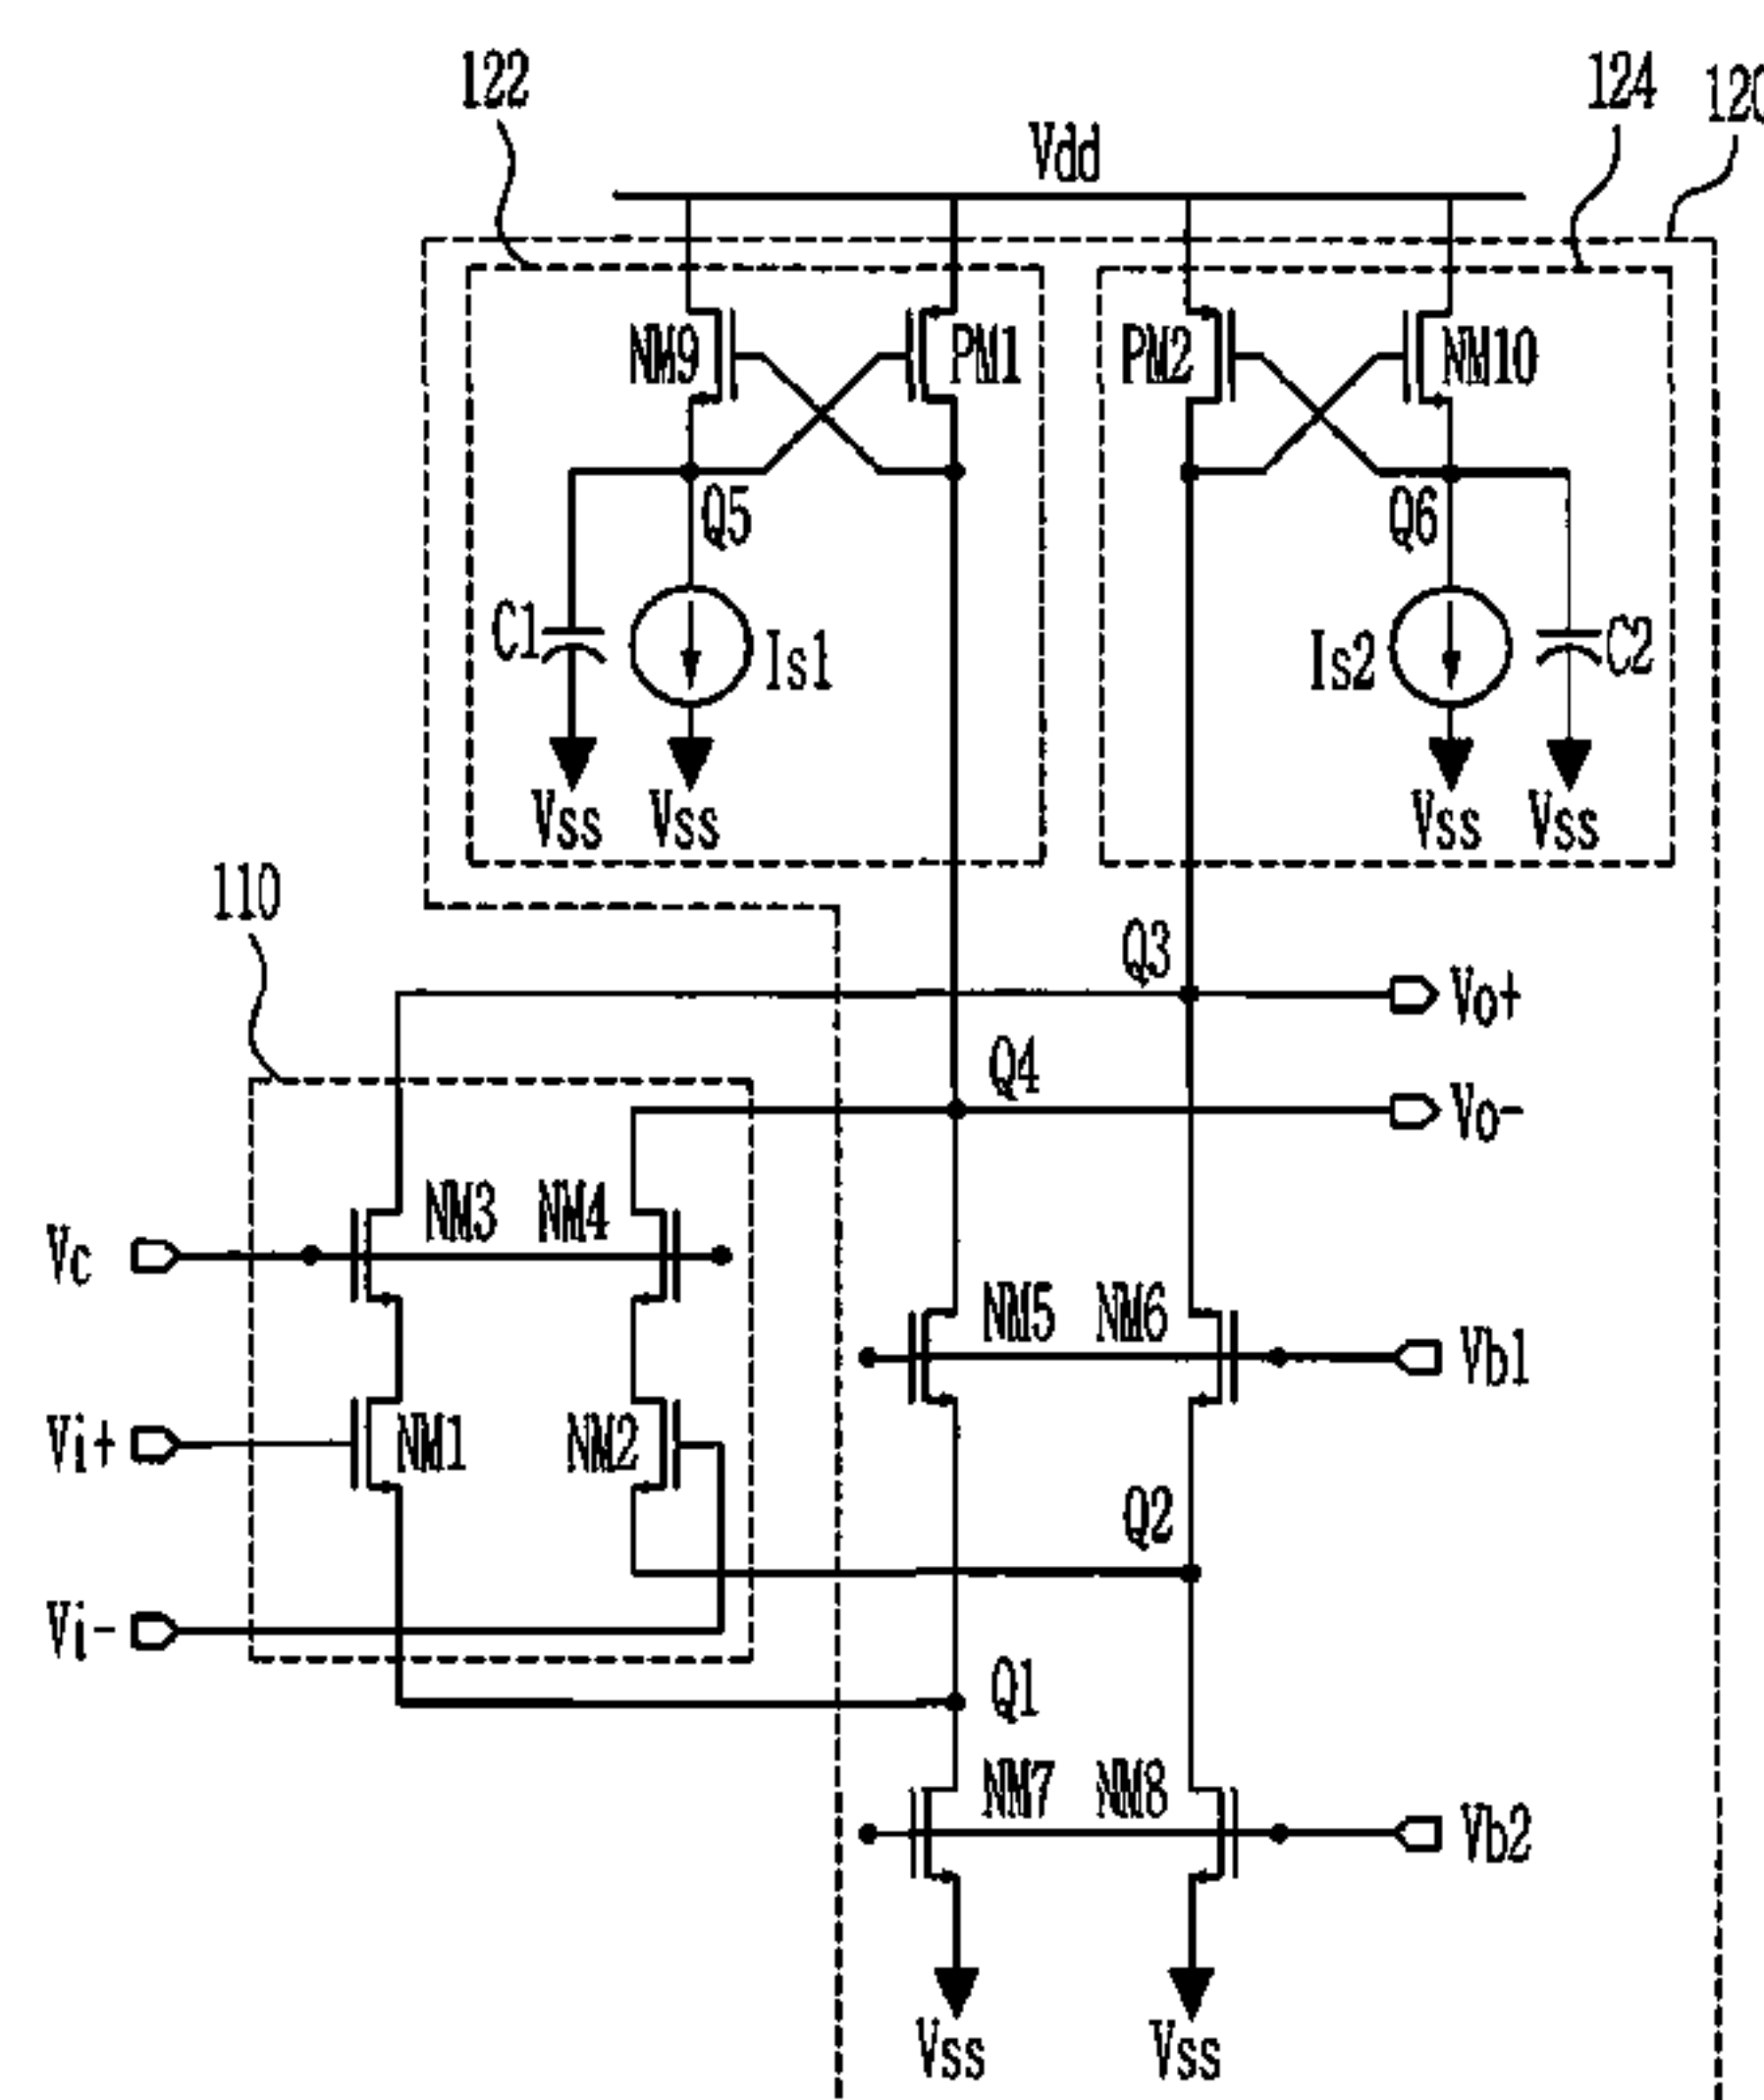 122
124
120
Vdd
NM9
PM1
PM2
NM10
Q5
Q6
C1
Is1
Is2
C2
Vss
Vss
Vss
Vss
110
Q3
Vo+
Q4
Vo-
NM3
NM4
Vc
NM5
NM6
Vb1
Vi+
NM1
NM2
Q2
Vi-
Q1
NM7
NM8
Vb2
Vss
Vss